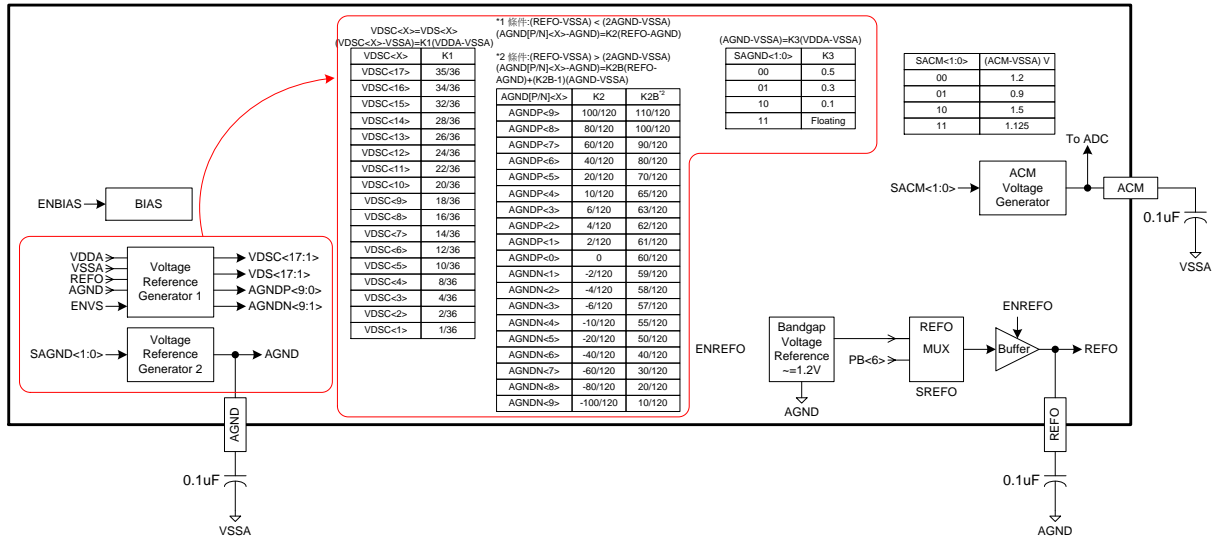 VDSC<X>=VDS<X>
(VDSC<X>-VSSA)=K1(VDDA-VSSA)
VDSC<X> K1
VDSC<17> 35/36
VDSC<16> 34/36
VDSC<15> 32/36
VDSC<14> 28/36
VDSC<13> 26/36
VDSC<12> 24/36
VDSC<11> 22/36
VDSC<10> 20/36
VDSC<9> 18/36
VDSC<8> 16/36
VDSC<7> 14/36
VDSC<6> 12/36
VDSC<5> 10/36
VDSC<4> 8/36
VDSC<3> 4/36
VDSC<2> 2/36
VDSC<1> 1/36
*1 條件:(REFO-VSSA) < (2AGND-VSSA)
(AGND[P/N]<X>-AGND)=K2(REFO-AGND)
*2 條件:(REFO-VSSA) > (2AGND-VSSA)
(AGND[P/N]<X>-AGND)=K2B(REFO-
AGND)+(K2B-1)(AGND-VSSA)
AGND[P/N]<X> K2 K2B*2
AGNDP<9> 100/120 110/120
AGNDP<8> 80/120 100/120
AGNDP<7> 60/120 90/120
AGNDP<6> 40/120 80/120
AGNDP<5> 20/120 70/120
AGNDP<4> 10/120 65/120
AGNDP<3> 6/120 63/120
AGNDP<2> 4/120 62/120
AGNDP<1> 2/120 61/120
AGNDP<0> 0 60/120
AGNDN<1> -2/120 59/120
AGNDN<2> -4/120 58/120
AGNDN<3> -6/120 57/120
AGNDN<4> -10/120 55/120
AGNDN<5> -20/120 50/120
AGNDN<6> -40/120 40/120
AGNDN<7> -60/120 30/120
AGNDN<8> -80/120 20/120
AGNDN<9> -100/120 10/120
(AGND-VSSA)=K3(VDDA-VSSA)
SAGND<1:0> K3
00 0.5
01 0.3
10 0.1
11 Floating
SACM<1:0> (ACM-VSSA) V
00 1.2
01 0.9
10 1.5
11 1.125
To ADC
SACM<1:0>
ACM
Voltage
Generator
ACM
0.1uF
VSSA
ENBIAS
BIAS
VDDA
VSSA
REFO
AGND
ENVS
Voltage
Reference
Generator 1
VDSC<17:1>
VDS<17:1>
AGNDP<9:0>
AGNDN<9:1>
SAGND<1:0>
Voltage
Reference
Generator 2
AGND
AGND
0.1uF
VSSA
ENREFO
Bandgap
Voltage
Reference
~=1.2V
AGND
PB<6>
REFO
MUX
SREFO
ENREFO
Buffer
REFO
REFO
0.1uF
AGND